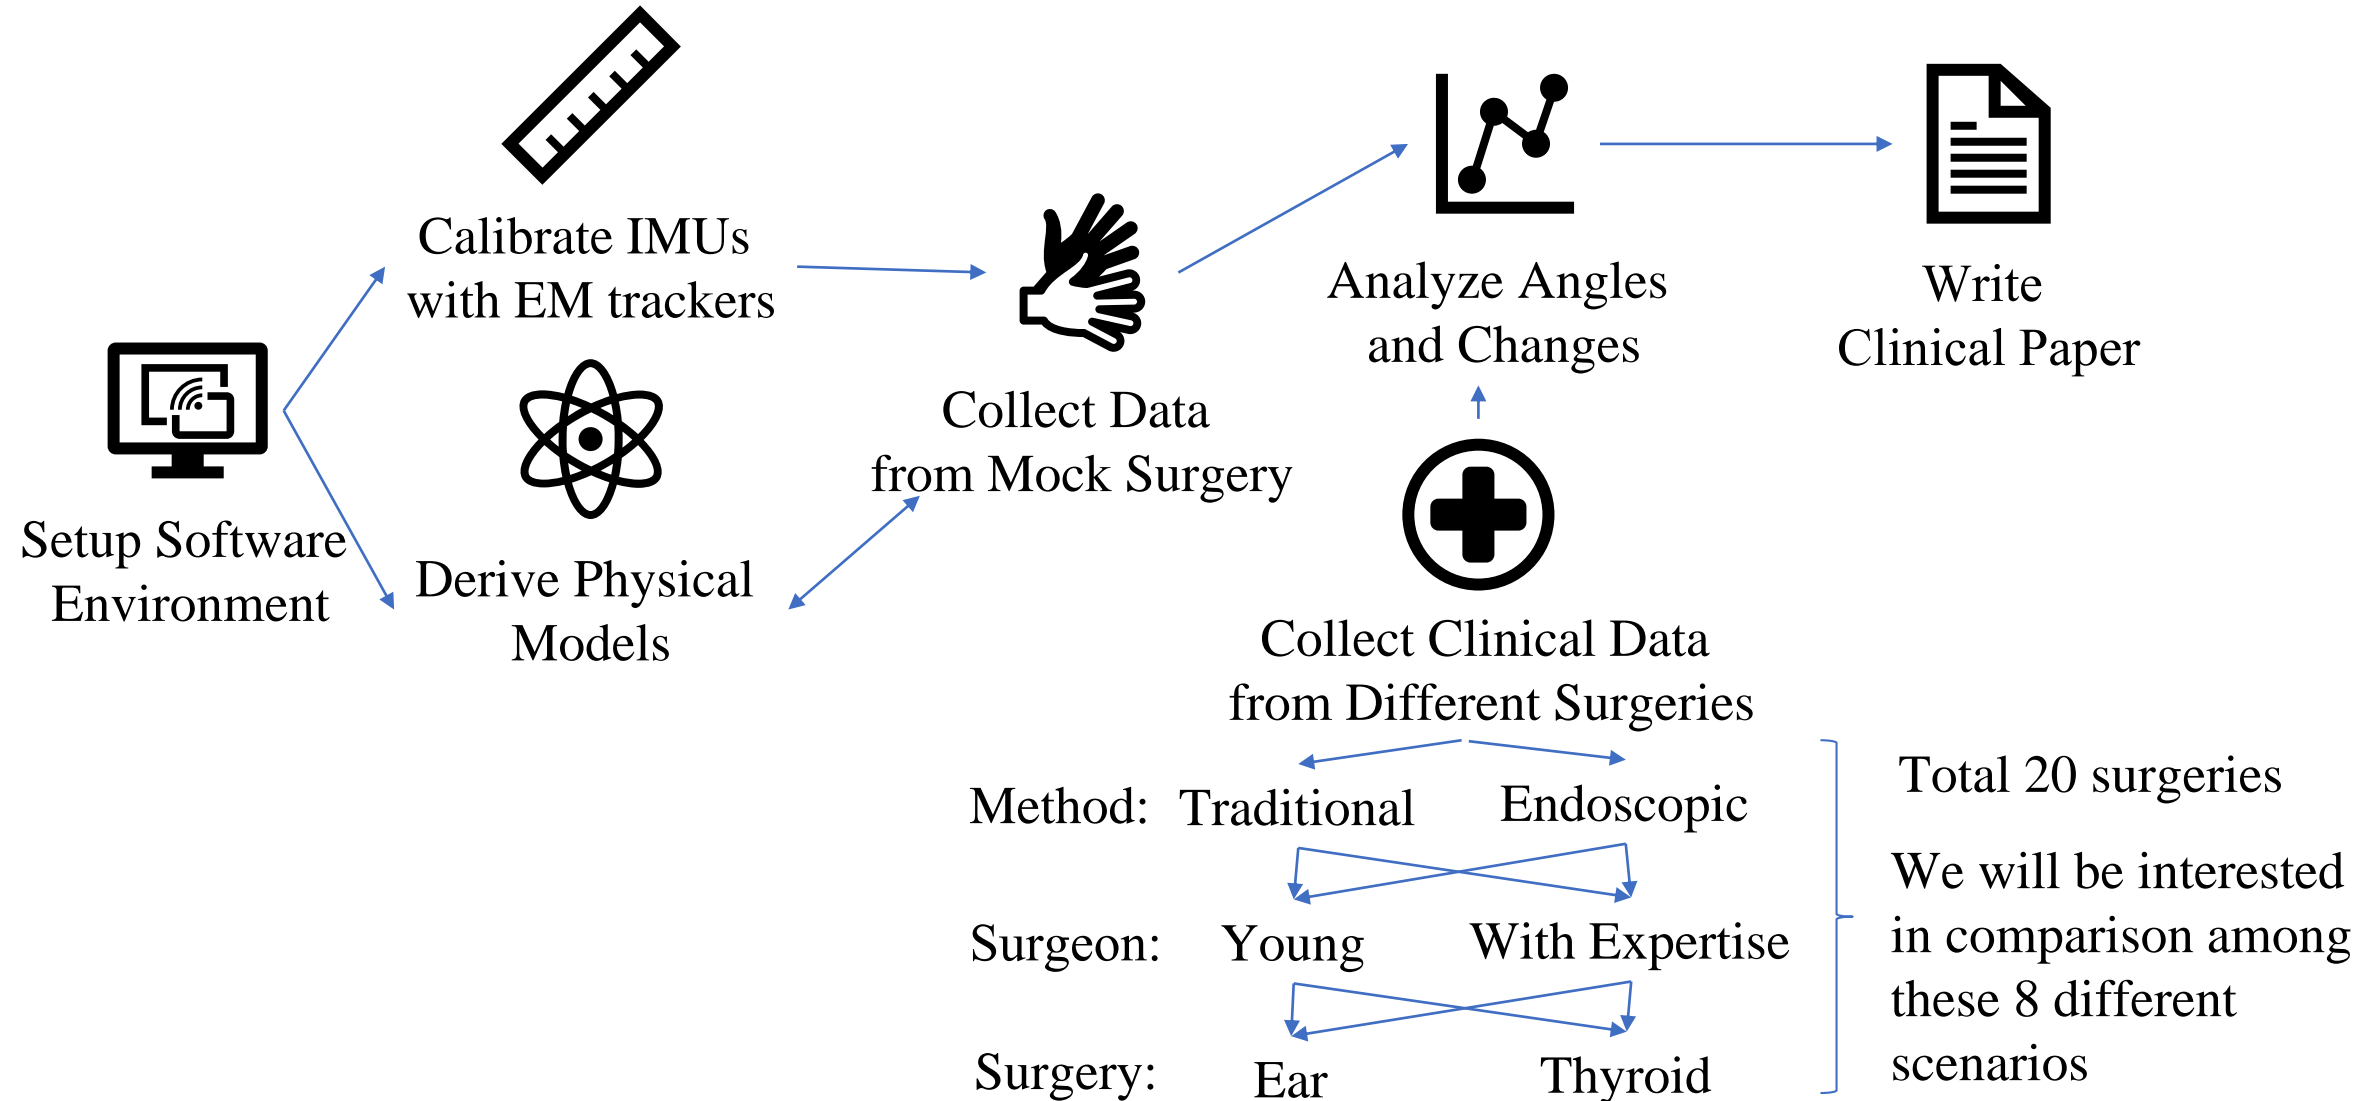 Calibrate IMUs
with EM trackers
Setup Software
Environment
Derive Physical
Models
Collect Data
from Mock Surgery
Analyze Angles
and Changes
Write
Clinical Paper
Collect Clinical Data
from Different Surgeries
Method: Traditional Endoscopic
Surgeon: Young With Expertise
Surgery: Ear Thyroid
Total 20 surgeries
We will be interested
in comparison among
these 8 different
scenarios